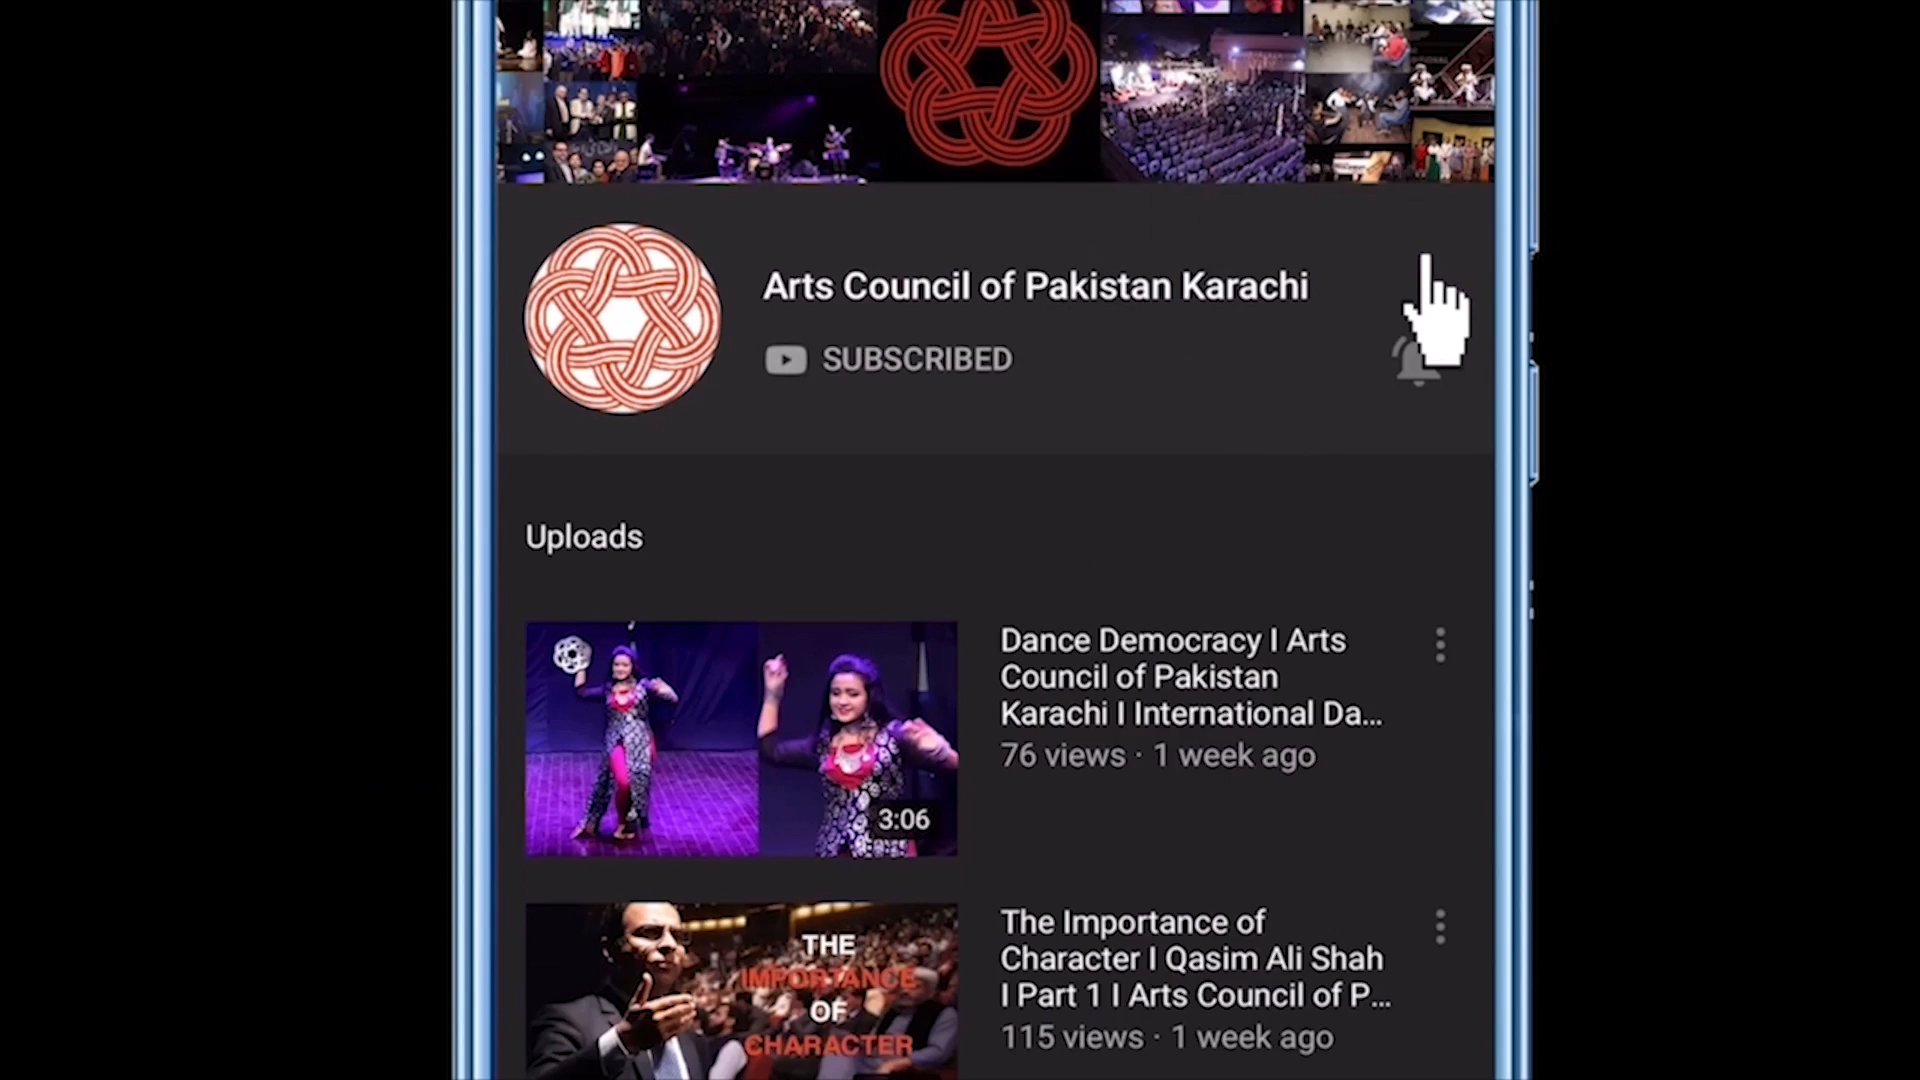 Arts Council of Pakistan Karachi
SUBSCRIBED
Uploads
Dance Democracy I Arts
Council of Pakistan
Karachi I International Da...
76 views · 1 week ago
3:06
The Importance of
Character I Qasim Ali Shah
I Part 1 I Arts Council of P...
115 views · 1 week ago
THE
IMPORTANCE
OF
CHARACTER